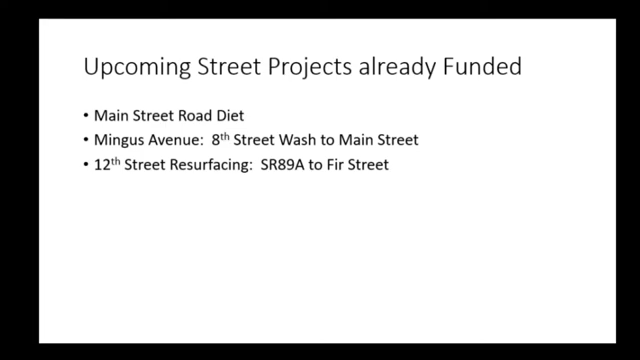 Upcoming Street Projects already Funded
• Main Street Road Diet
• Mingus Avenue:  8th Street Wash to Main Street
• 12th Street Resurfacing:  SR89A to Fir Street